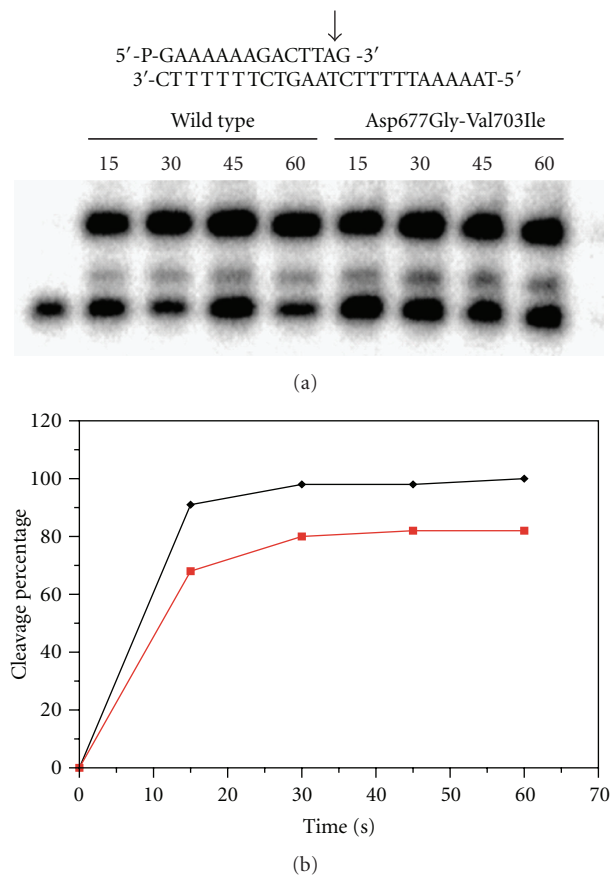 5′-P-GAAAAAAGACTTAG -3′
3′-CTTTTTTCTGAATCTTTTTAAAAAT-5′
Wild type Asp677Gly-Val703Ile
15 30 45 60 15 30 45 60
(a)
120
100
80
60
40
20
0
Cleavage percentage
0 10 20 30 40 50 60 70
Time (s)
(b)